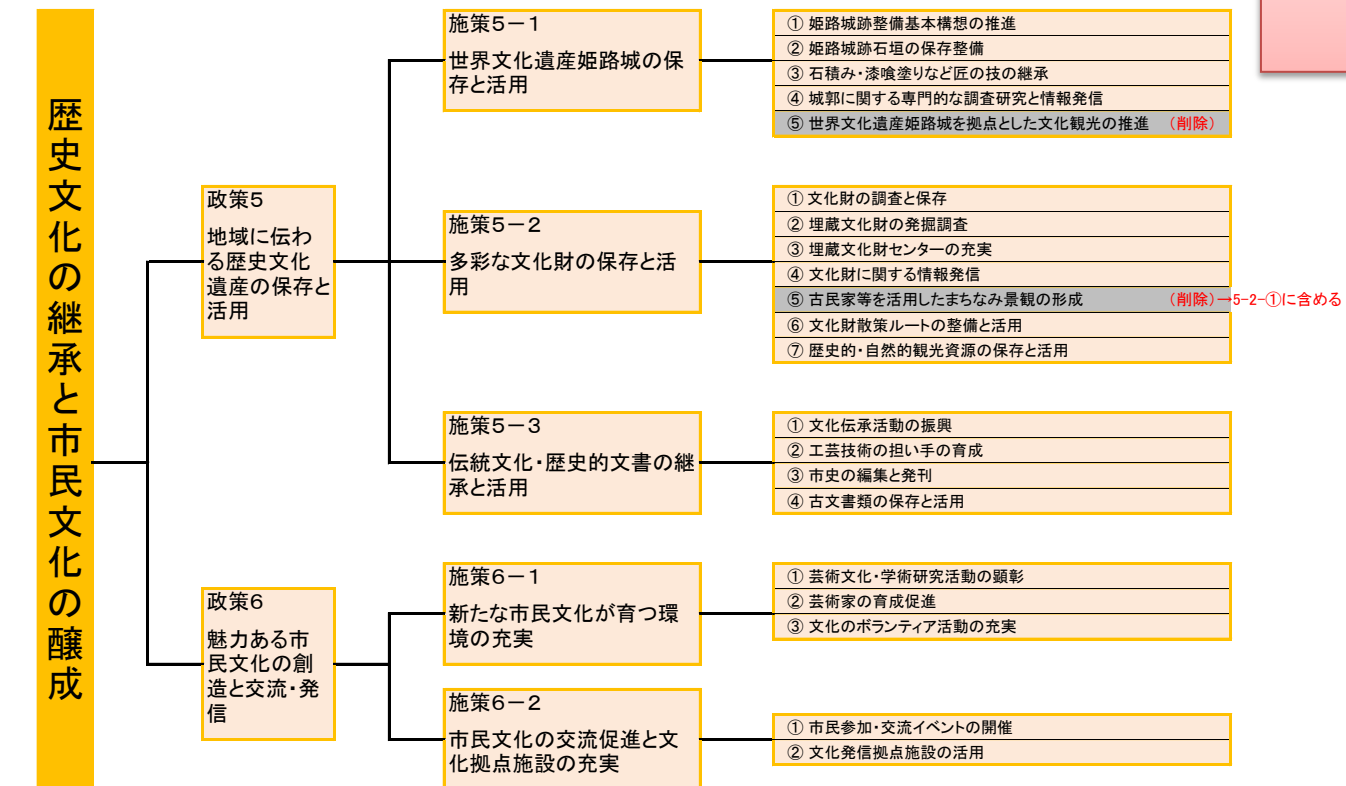 歴史文化の継承と市民文化の醸成
政策5
地域に伝わ
る歴史文化
遺産の保存と
活用
施策5－1
世界文化遺産姫路城の保
存と活用
① 姫路城跡整備基本構想の推進
② 姫路城跡石垣の保存整備
③ 石積み・漆喰塗りなど匠の技の継承
④ 城郭に関する専門的な調査研究と情報発信
⑤ 世界文化遺産姫路城を拠点とした文化観光の推進 （削除）
施策5－2
多彩な文化財の保存と活
用
① 文化財の調査と保存
② 埋蔵文化財の発掘調査
③ 埋蔵文化財センターの充実
④ 文化財に関する情報発信
⑤ 古民家等を活用したまちなみ景観の形成 （削除）→5-2-①に含める
⑥ 文化財散策ルートの整備と活用
⑦ 歴史的・自然的観光資源の保存と活用
施策5－3
伝統文化・歴史的文書の継
承と活用
① 文化伝承活動の振興
② 工芸技術の担い手の育成
③ 市史の編集と発刊
④ 古文書類の保存と活用
政策6
魅力ある市
民文化の創
造と交流・発
信
施策6－1
新たな市民文化が育つ環
境の充実
① 芸術文化・学術研究活動の顕彰
② 芸術家の育成促進
③ 文化のボランティア活動の充実
施策6－2
市民文化の交流促進と文
化拠点施設の充実
① 市民参加・交流イベントの開催
② 文化発信拠点施設の活用